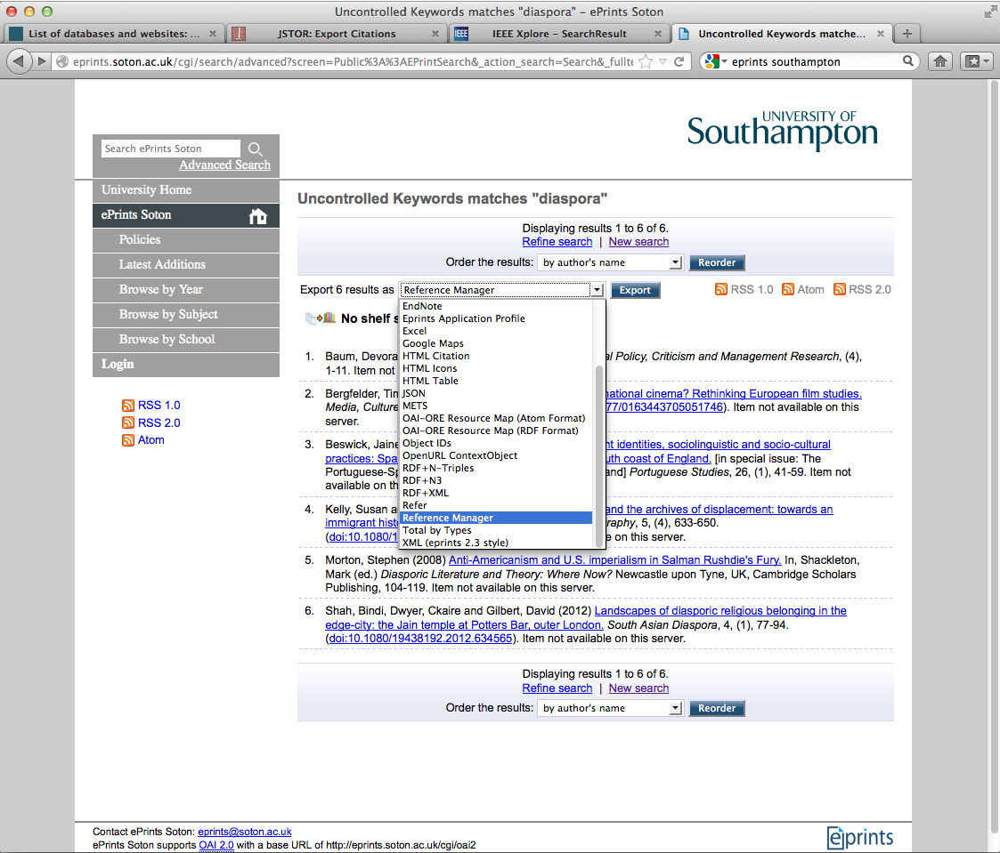 Uncontrolled Keywords matches "diaspora" – ePrints Soton
List of databases and websites: ...
JSTOR: Export Citations
IEEE
IEEE Xplore – SearchResult
Uncontrolled Keywords matche...
eprints.soton.ac.uk/cgi/search/advanced?screen=Public%3A%3AEPrintSearch&_action_search=Search&_fullte
eprints southampton
UNIVERSITY OF
Southampton
Search ePrints Soton
Advanced Search
University Home
ePrints Soton
Policies
Latest Additions
Browse by Year
Browse by Subject
Browse by School
Login
RSS 1.0
RSS 2.0
Atom
Uncontrolled Keywords matches "diaspora"
Displaying results 1 to 6 of 6.
Refine search | New search
Order the results: by author's name Reorder
Export 6 results as Reference Manager Export RSS 1.0 Atom RSS 2.0
EndNote
Eprints Application Profile
Excel
Google Maps
HTML Citation
HTML Icons
HTML Table
JSON
METS
OAI-ORE Resource Map (Atom Format)
OAI-ORE Resource Map (RDF Format)
Object IDs
OpenURL ContextObject
RDF+N-Triples
RDF+N3
RDF+XML
Refer
Reference Manager
Total by Types
XML (eprints 2.3 style)
No shelf s
1. Baum, Devora al Policy, Criticism and Management Research, (4),
1-11. Item not
2. Bergfelder, Tim national cinema? Rethinking European film studies.
Media, Culture 77/0163443705051746). Item not available on this
server.
3. Beswick, Jaine nt identities, sociolinguistic and socio-cultural
practices: Spa uth coast of England. [in special issue: The
Portuguese-Sp and] Portuguese Studies, 26, (1), 41-59. Item not
available on th
4. Kelly, Susan a and the archives of displacement: towards an
immigrant histo graphy, 5, (4), 633-650.
(doi:10.1080/1 e on this server.
5. Morton, Stephen (2008) Anti-Americanism and U.S. imperialism in Salman Rushdie's Fury. In, Shackleton,
Mark (ed.) Diasporic Literature and Theory: Where Now? Newcastle upon Tyne, UK, Cambridge Scholars
Publishing, 104-119. Item not available on this server.
6. Shah, Bindi, Dwyer, Ckaire and Gilbert, David (2012) Landscapes of diasporic religious belonging in the
edge-city: the Jain temple at Potters Bar, outer London. South Asian Diaspora, 4, (1), 77-94.
(doi:10.1080/19438192.2012.634565). Item not available on this server.
Displaying results 1 to 6 of 6.
Refine search | New search
Order the results: by author's name Reorder
Contact ePrints Soton: eprints@soton.ac.uk
ePrints Soton supports OAI 2.0 with a base URL of http://eprints.soton.ac.uk/cgi/oai2
eprints